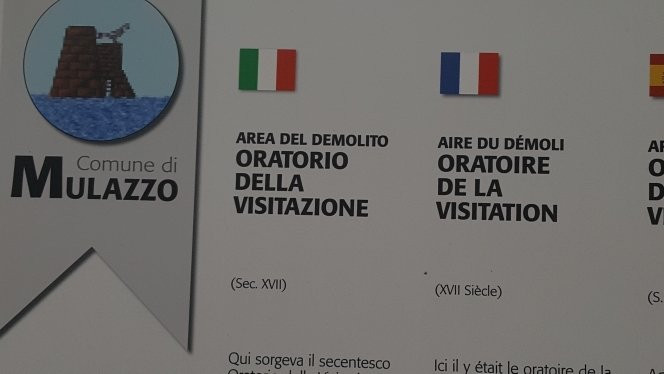 Comune di
MULAZZO
AREA DEL DEMOLITO
ORATORIO
DELLA
VISITAZIONE
(Sec. XVII)
Qui sorgeva il secentesco
AIRE DU DÉMOLI
ORATOIRE
DE LA
VISITATION
(XVII Siècle)
Ici il y était le oratoire de la